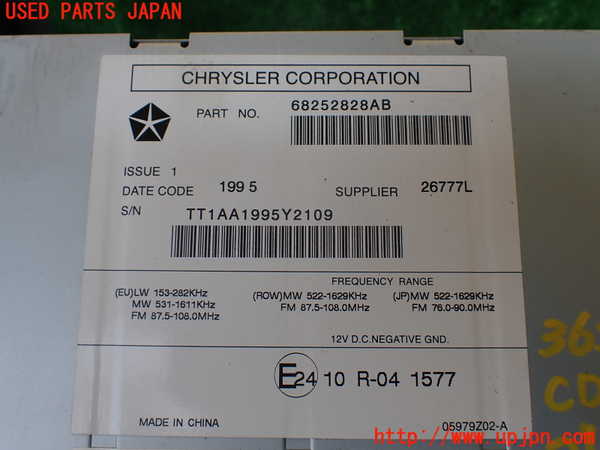 USED PARTS JAPAN
CHRYSLER CORPORATION
PART NO. 68252828AB
ISSUE 1
DATE CODE 199 5 SUPPLIER 26777L
S/N TT1AA1995Y2109
FREQUENCY RANGE
(EU)LW 153-282KHz (ROW)MW 522-1629KHz (JP)MW 522-1629KHz
MW 531-1611KHz FM 87.5-108.0MHz FM 76.0-90.0MHz
FM 87.5-108.0MHz
12V D.C.NEGATIVE GND.
E24 10 R-04 1577
MADE IN CHINA 05979Z02-A
http://www.upjpn.com